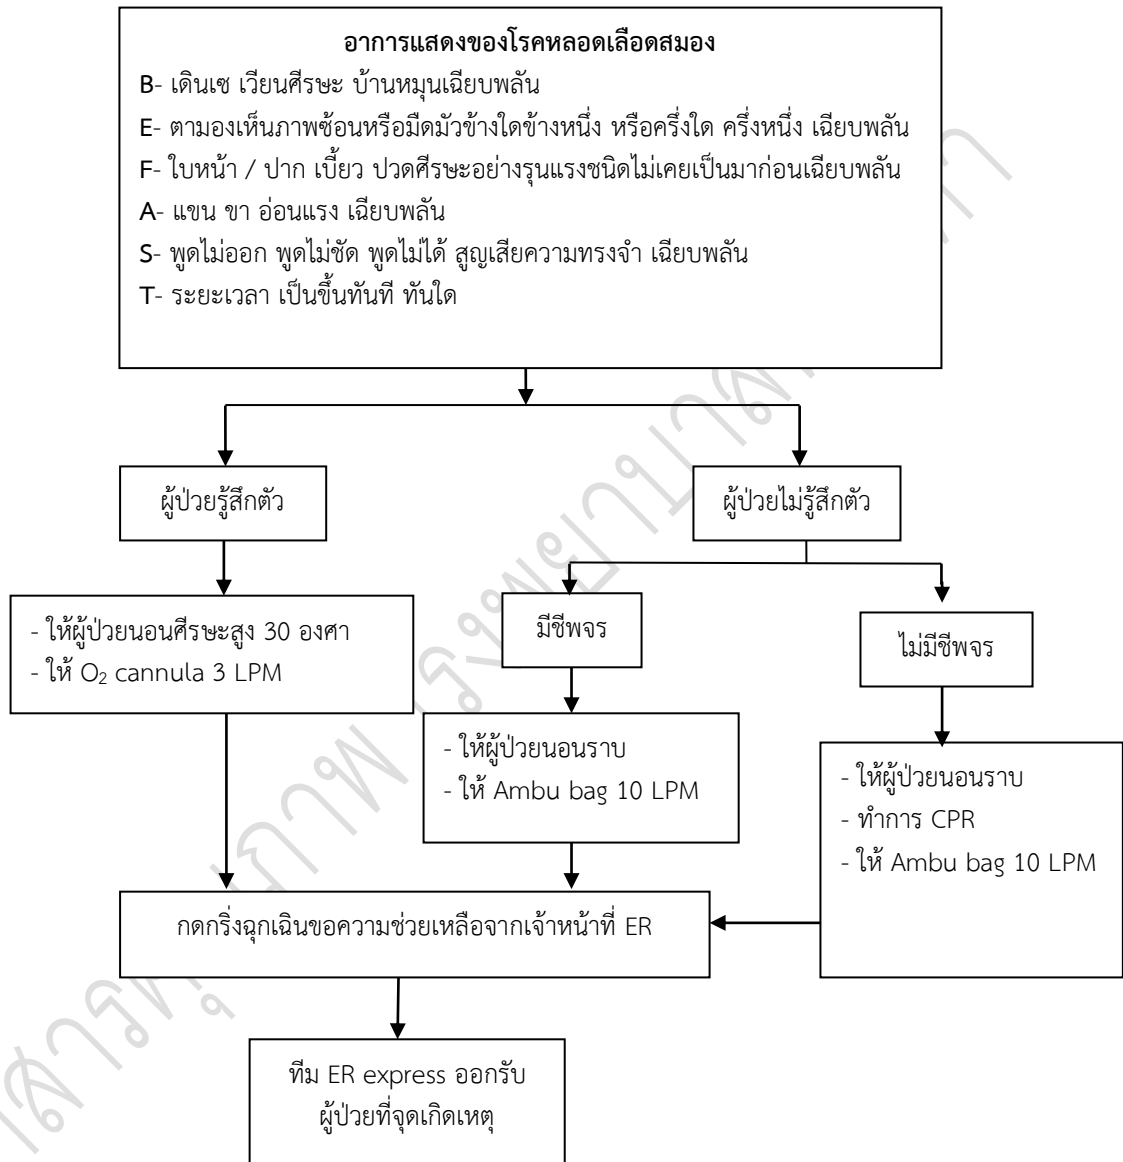 อาการแสดงของโรคหลอดเลือดสมอง
B- เดินเซ เวียนศีรษะ บ้านหมุนเฉียบพลัน
E- ตามองเห็นภาพซ้อนหรือมืดมัวข้างใดข้างหนึ่ง หรือครึ่งใด ครึ่งหนึ่ง เฉียบพลัน
F- ใบหน้า / ปาก เบี้ยว ปวดศีรษะอย่างรุนแรงชนิดไม่เคยเป็นมาก่อนเฉียบพลัน
A- แขน ขา อ่อนแรง เฉียบพลัน
S- พูดไม่ออก พูดไม่ชัด พูดไม่ได้ สูญเสียความทรงจำ เฉียบพลัน
T- ระยะเวลา เป็นขึ้นทันที ทันใด
ผู้ป่วยรู้สึกตัว
ผู้ป่วยไม่รู้สึกตัว
- ให้ผู้ป่วยนอนศีรษะสูง 30 องศา
- ให้ O₂ cannula 3 LPM
มีชีพจร
ไม่มีชีพจร
- ให้ผู้ป่วยนอนราบ
- ให้ Ambu bag 10 LPM
- ให้ผู้ป่วยนอนราบ
- ทำการ CPR
- ให้ Ambu bag 10 LPM
กดกริ่งฉุกเฉินขอความช่วยเหลือจากเจ้าหน้าที่ ER
ทีม ER express ออกรับ
ผู้ป่วยที่จุดเกิดเหตุ